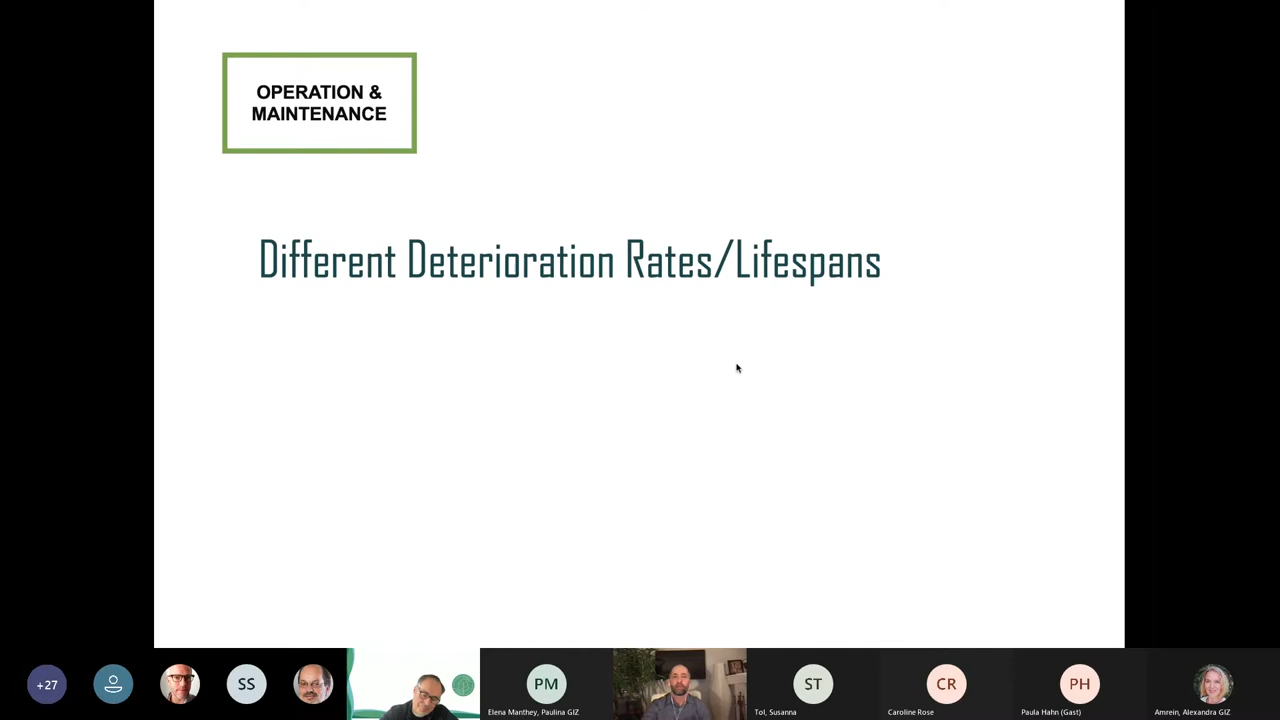 OPERATION &
MAINTENANCE
Different Deterioration Rates/Lifespans
+27
SS
PM
Elena Manthey, Paulina GIZ
ST
Tol, Susanna
CR
Caroline Rose
PH
Paula Hahn (Gast)
Amrein, Alexandra GIZ